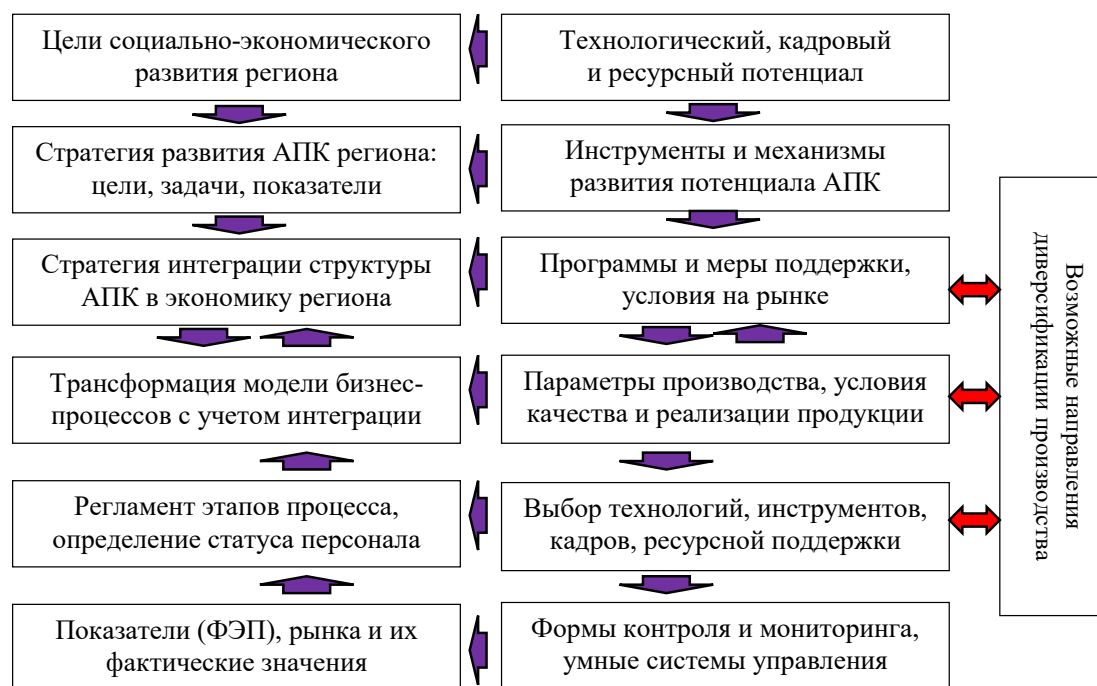 Цели социально-экономического
развития региона
Технологический, кадровый
и ресурсный потенциал
Стратегия развития АПК региона:
цели, задачи, показатели
Инструменты и механизмы
развития потенциала АПК
Стратегия интеграции структуры
АПК в экономику региона
Программы и меры поддержки,
условия на рынке
Трансформация модели бизнес-
процессов с учетом интеграции
Параметры производства, условия
качества и реализации продукции
Регламент этапов процесса,
определение статуса персонала
Выбор технологий, инструментов,
кадров, ресурсной поддержки
Показатели (ФЭП), рынка и их
фактические значения
Формы контроля и мониторинга,
умные системы управления
Возможные направления
диверсификации производства